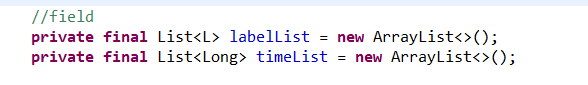 //field
private final List<L> labelList = new ArrayList<>();
private final List<Long> timeList = new ArrayList<>();